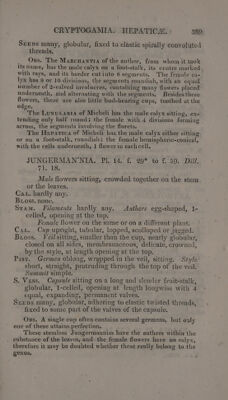 CRYPTOGAMIA. HEPATICÆ. 389
SEEDS many, globular, fixed to elastic spirally convoluted
threads.
OBS. The MARCHANTIA of the author, from whom it took
its name, has the male calyx on a foot-stalk, its centre marked
with rays, and its border cut into 6 segments. The female ca-
lyx has 8 or 10 divisions, the segments roundish, with an equal
number of 2-valved involucres, containing many flowers placed
underneath, and alternating with the segments. Besides these
flowers, there are also little bud-bearing cups, toothed at the
edge.
The LUNULARIA of Micheli has the male calyx sitting, ex-
tending only half round; the female with 4 divisions forming
across, the segments involving the florets.
The HEPATICA of Micheli has the male calyx either sitting
or on a foot-stalk, roundish: the female hemispheric-conical,
with the cells underneath, 1 flower in each cell.
JUNGERMAN'NIA. Pl. 14. f. 29* to f. 59. Dill.
71. 18.
Male flowers sitting, crowded together on the stem
or the leaves.
CAL. hardly any.
BLOSS. none.
STAM. Filaments hardly any. Anthers egg-shaped, 1-
celled, opening at the top.
Female flower on the same or on a different plant.
CAL. Cup upright, tubular, lopped, scolloped or jagged.
BLOSS. Veil sitting, smaller than the cup, nearly globular,
closed on all sides, membranaceous, delicate, crowned
by the style, at length opening at the top.
PIST. Germen oblong, wrapped in the veil, sitting. Style
short, straight, protruding through the top of the veil.
Summit simple.
S. VESS. Capsule sitting on a long and slender fruit-stalk,
globular, 1-celled, opening at length longwise with 4
equal, expanding, permanent valves.
SEEDS many, globular, adhering to elastic twisted threads,
fixed to some part of the valves of the capsule.
OBS. A single cup often contains several germens, but only
one of these attains perfection.
These stemless Jungermannias have the anthers within the
substance of the leaves, and the female flowers have no calyx,
therefore it may be doubted whether these really belong to the
genus.